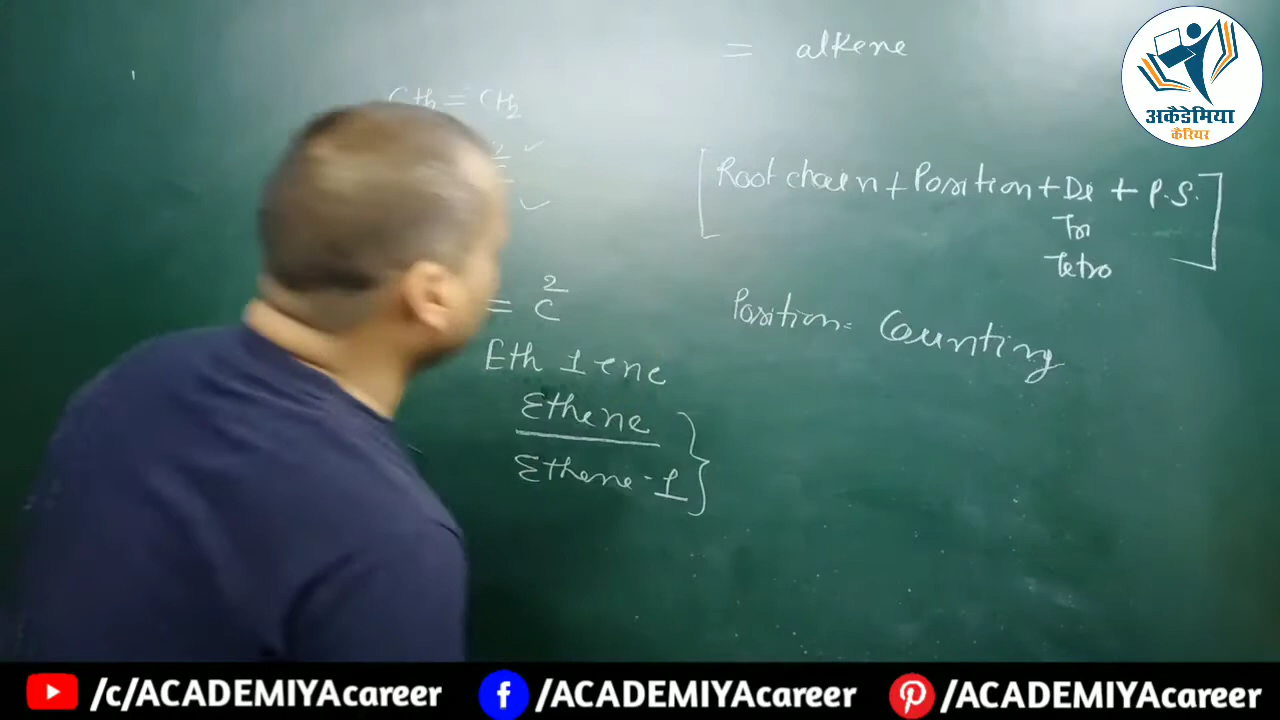 = alkene
CH2 = CH2
अकैडेमिया
कैरियर
[Root chain + Position + Di + P.S.]
Tri
Tetra
= C 2
Position = Counting
Eth 1 ene
Ethene
Ethene-1
/c/ACADEMIYAcareer
/ACADEMIYAcareer
/ACADEMIYAcareer